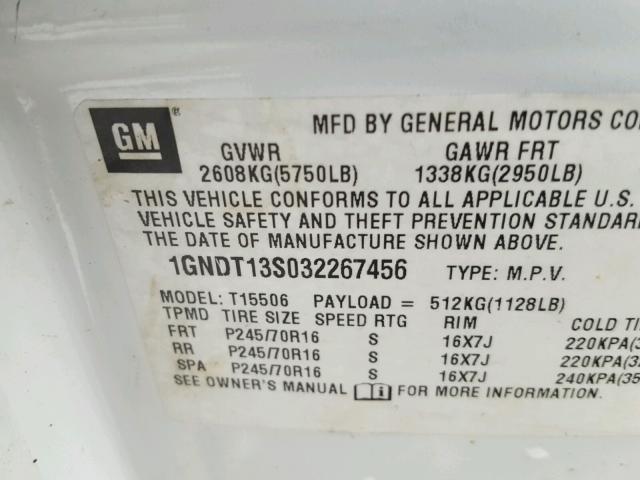 GM ®
MFD BY GENERAL MOTORS CO
GVWR GAWR FRT
2608KG(5750LB) 1338KG(2950LB)
THIS VEHICLE CONFORMS TO ALL APPLICABLE U.S.
VEHICLE SAFETY AND THEFT PREVENTION STANDAR
THE DATE OF MANUFACTURE SHOWN ABOVE.
1GNDT13S032267456 TYPE: M.P.V.
MODEL: T15506 PAYLOAD = 512KG(1128LB)
TPMD TIRE SIZE SPEED RTG RIM COLD TI
FRT P245/70R16 S 16X7J 220KPA(3
RR P245/70R16 S 16X7J 220KPA(3
SPA P245/70R16 S 16X7J 240KPA(35
SEE OWNER'S MANUAL FOR MORE INFORMATION.